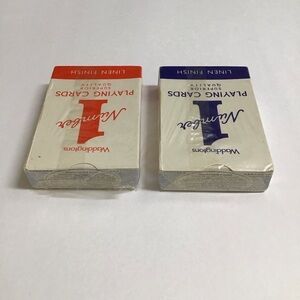 Waddingtons
Number
1
PLAYING CARDS
SUPERIOR
QUALITY
LINEN FINISH
Waddingtons
Number
1
PLAYING CARDS
SUPERIOR
QUALITY
LINEN FINISH